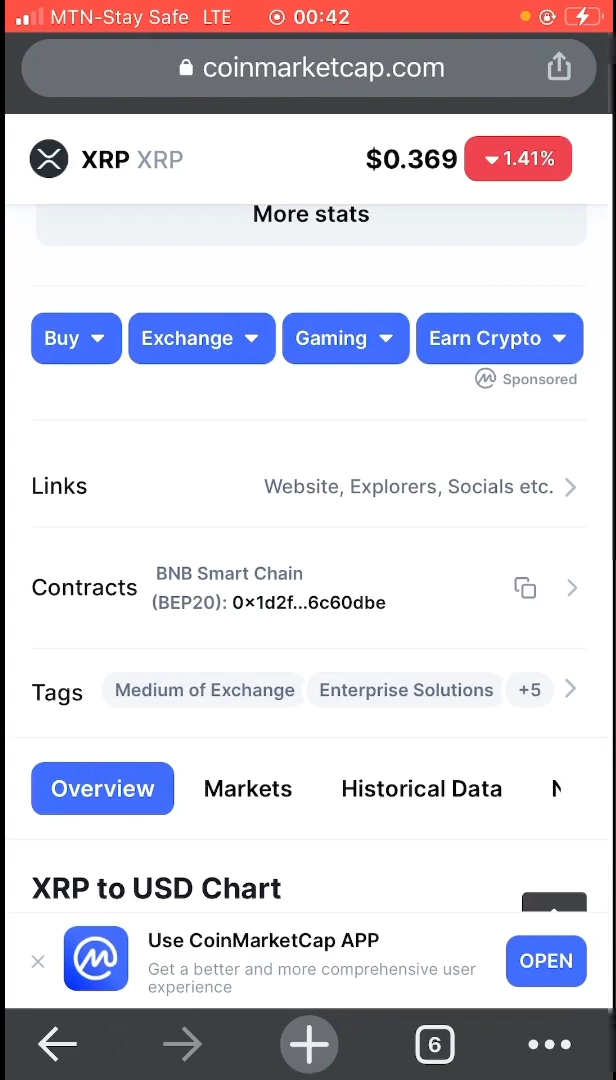 MTN-Stay Safe LTE 00:42
coinmarketcap.com
XRP XRP $0.369 1.41%
More stats
Buy Exchange Gaming Earn Crypto
Sponsored
Links Website, Explorers, Socials etc.
BNB Smart Chain
Contracts (BEP20): 0x1d2f...6c60dbe
Tags Medium of Exchange Enterprise Solutions +5
Overview Markets Historical Data N
XRP to USD Chart
Use CoinMarketCap APP
Get a better and more comprehensive user
experience
OPEN
6